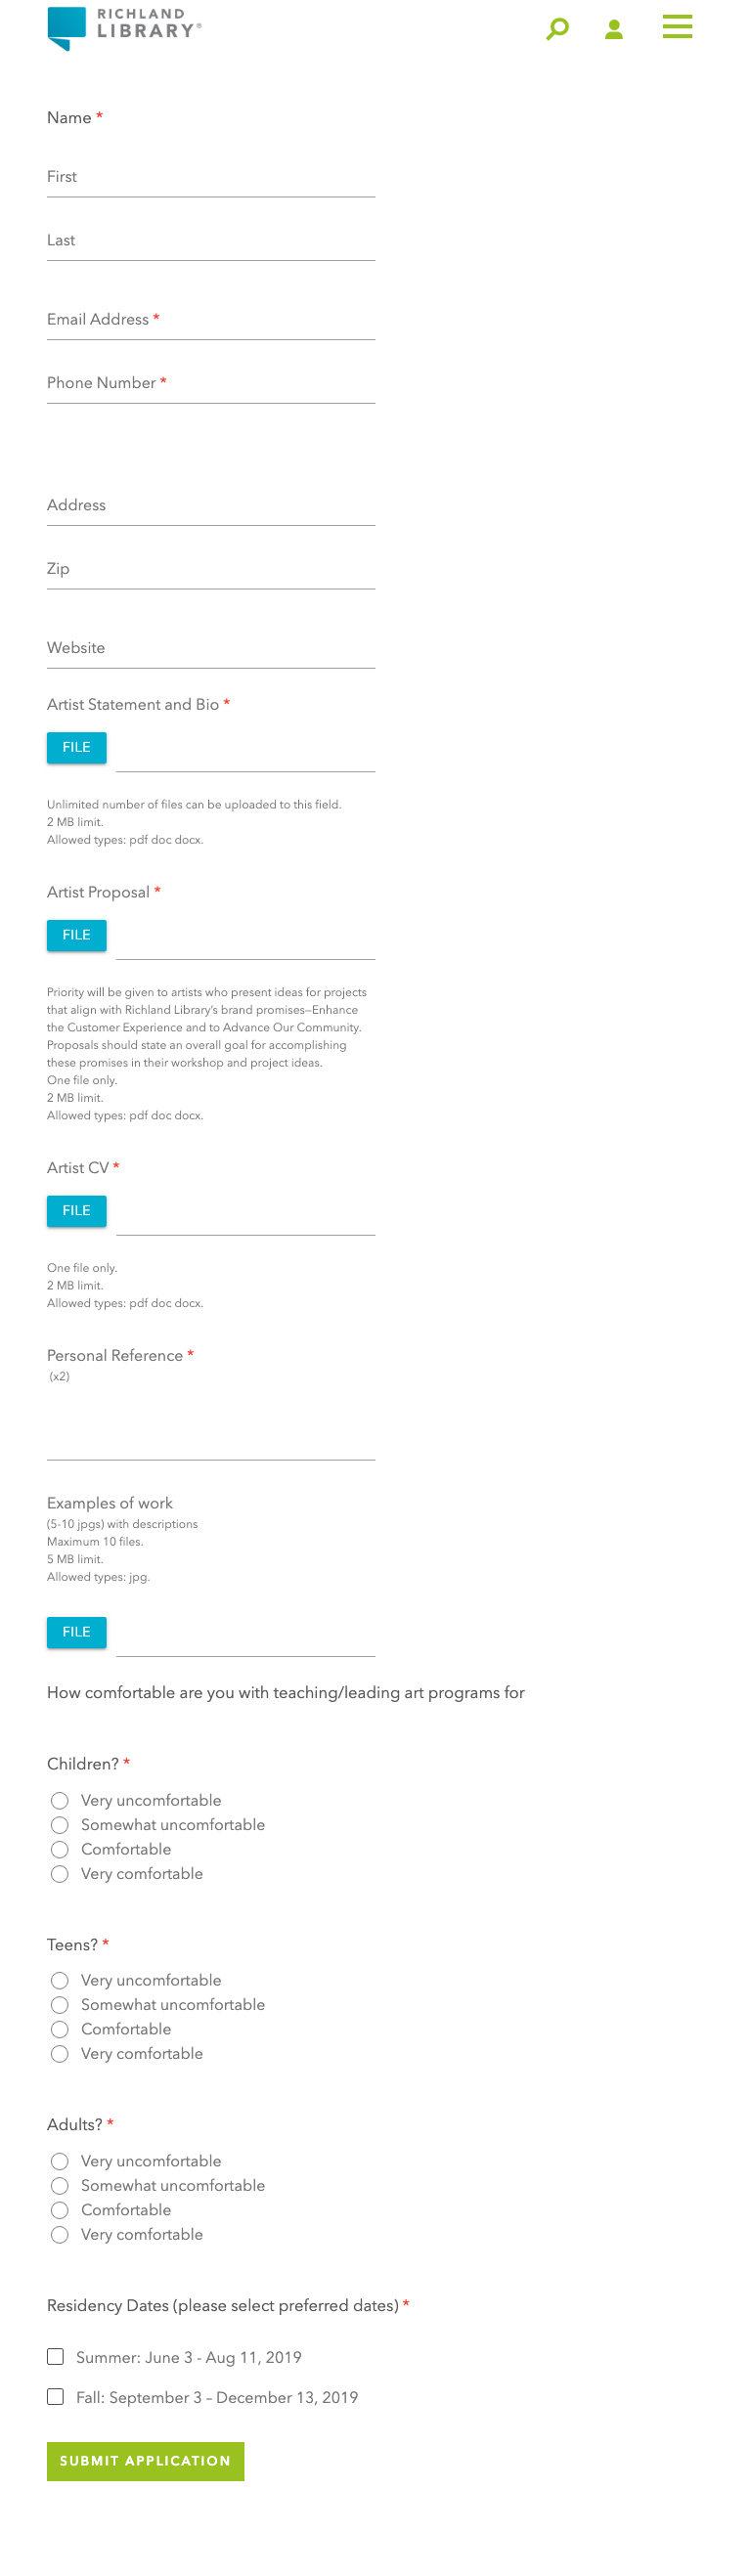 RICHLAND
LIBRARY®
Name *
First
Last
Email Address *
Phone Number *
Address
Zip
Website
Artist Statement and Bio *
FILE
Unlimited number of files can be uploaded to this field.
2 MB limit.
Allowed types: pdf doc docx.
Artist Proposal *
FILE
Priority will be given to artists who present ideas for projects
that align with Richland Library's brand promises—Enhance
the Customer Experience and to Advance Our Community.
Proposals should state an overall goal for accomplishing
these promises in their workshop and project ideas.
One file only.
2 MB limit.
Allowed types: pdf doc docx.
Artist CV *
FILE
One file only.
2 MB limit.
Allowed types: pdf doc docx.
Personal Reference *
(x2)
Examples of work
(5-10 jpgs) with descriptions
Maximum 10 files.
5 MB limit.
Allowed types: jpg.
FILE
How comfortable are you with teaching/leading art programs for
Children? *
Very uncomfortable
Somewhat uncomfortable
Comfortable
Very comfortable
Teens? *
Very uncomfortable
Somewhat uncomfortable
Comfortable
Very comfortable
Adults? *
Very uncomfortable
Somewhat uncomfortable
Comfortable
Very comfortable
Residency Dates (please select preferred dates) *
Summer: June 3 - Aug 11, 2019
Fall: September 3 – December 13, 2019
SUBMIT APPLICATION